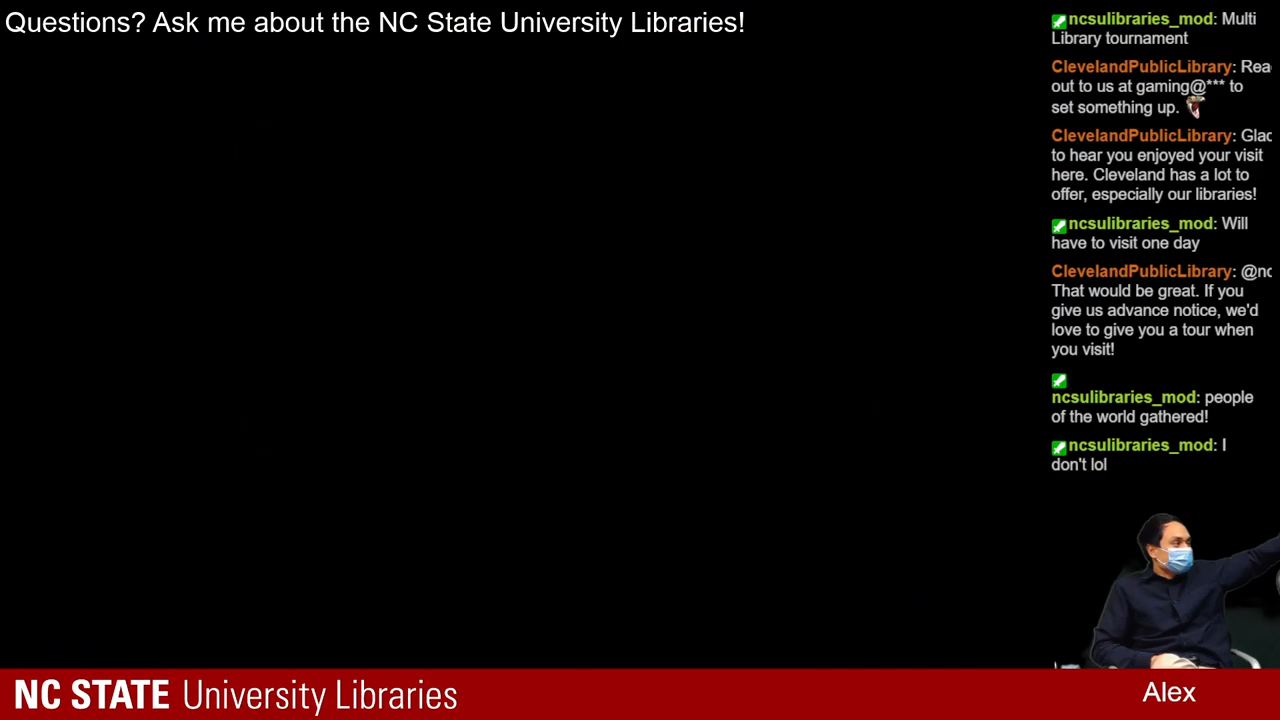 Questions? Ask me about the NC State University Libraries!
ncsulibraries_mod: Multi
Library tournament
ClevelandPublicLibrary: Rea
out to us at gaming@*** to
set something up.
ClevelandPublicLibrary: Glad
to hear you enjoyed your visit
here. Cleveland has a lot to
offer, especially our libraries!
ncsulibraries_mod: Will
have to visit one day
ClevelandPublicLibrary: @nc
That would be great. If you
give us advance notice, we'd
love to give you a tour when
you visit!
ncsulibraries_mod: people
of the world gathered!
ncsulibraries_mod: I
don't lol
NC STATE University Libraries
Alex